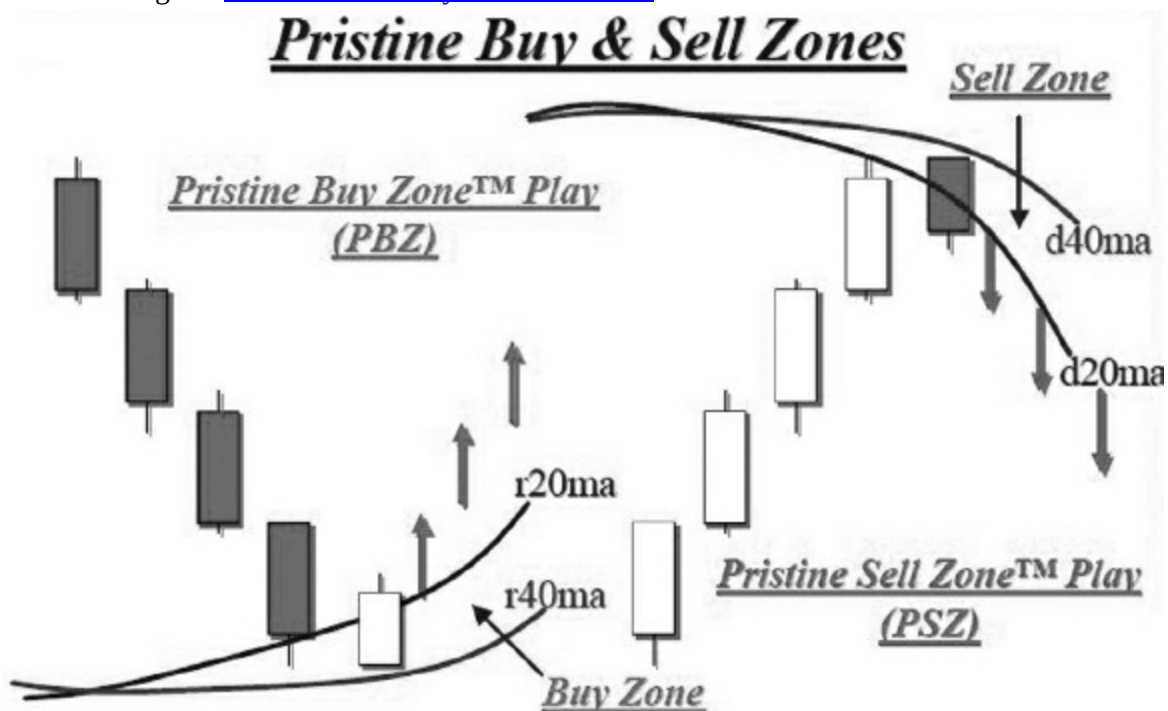 Pristine Buy & Sell Zones
Sell Zone
Pristine Buy Zone™ Play
(PBZ)
d40ma
d20ma
r20ma
r40ma
Pristine Sell Zone™ Play
(PSZ)
Buy Zone